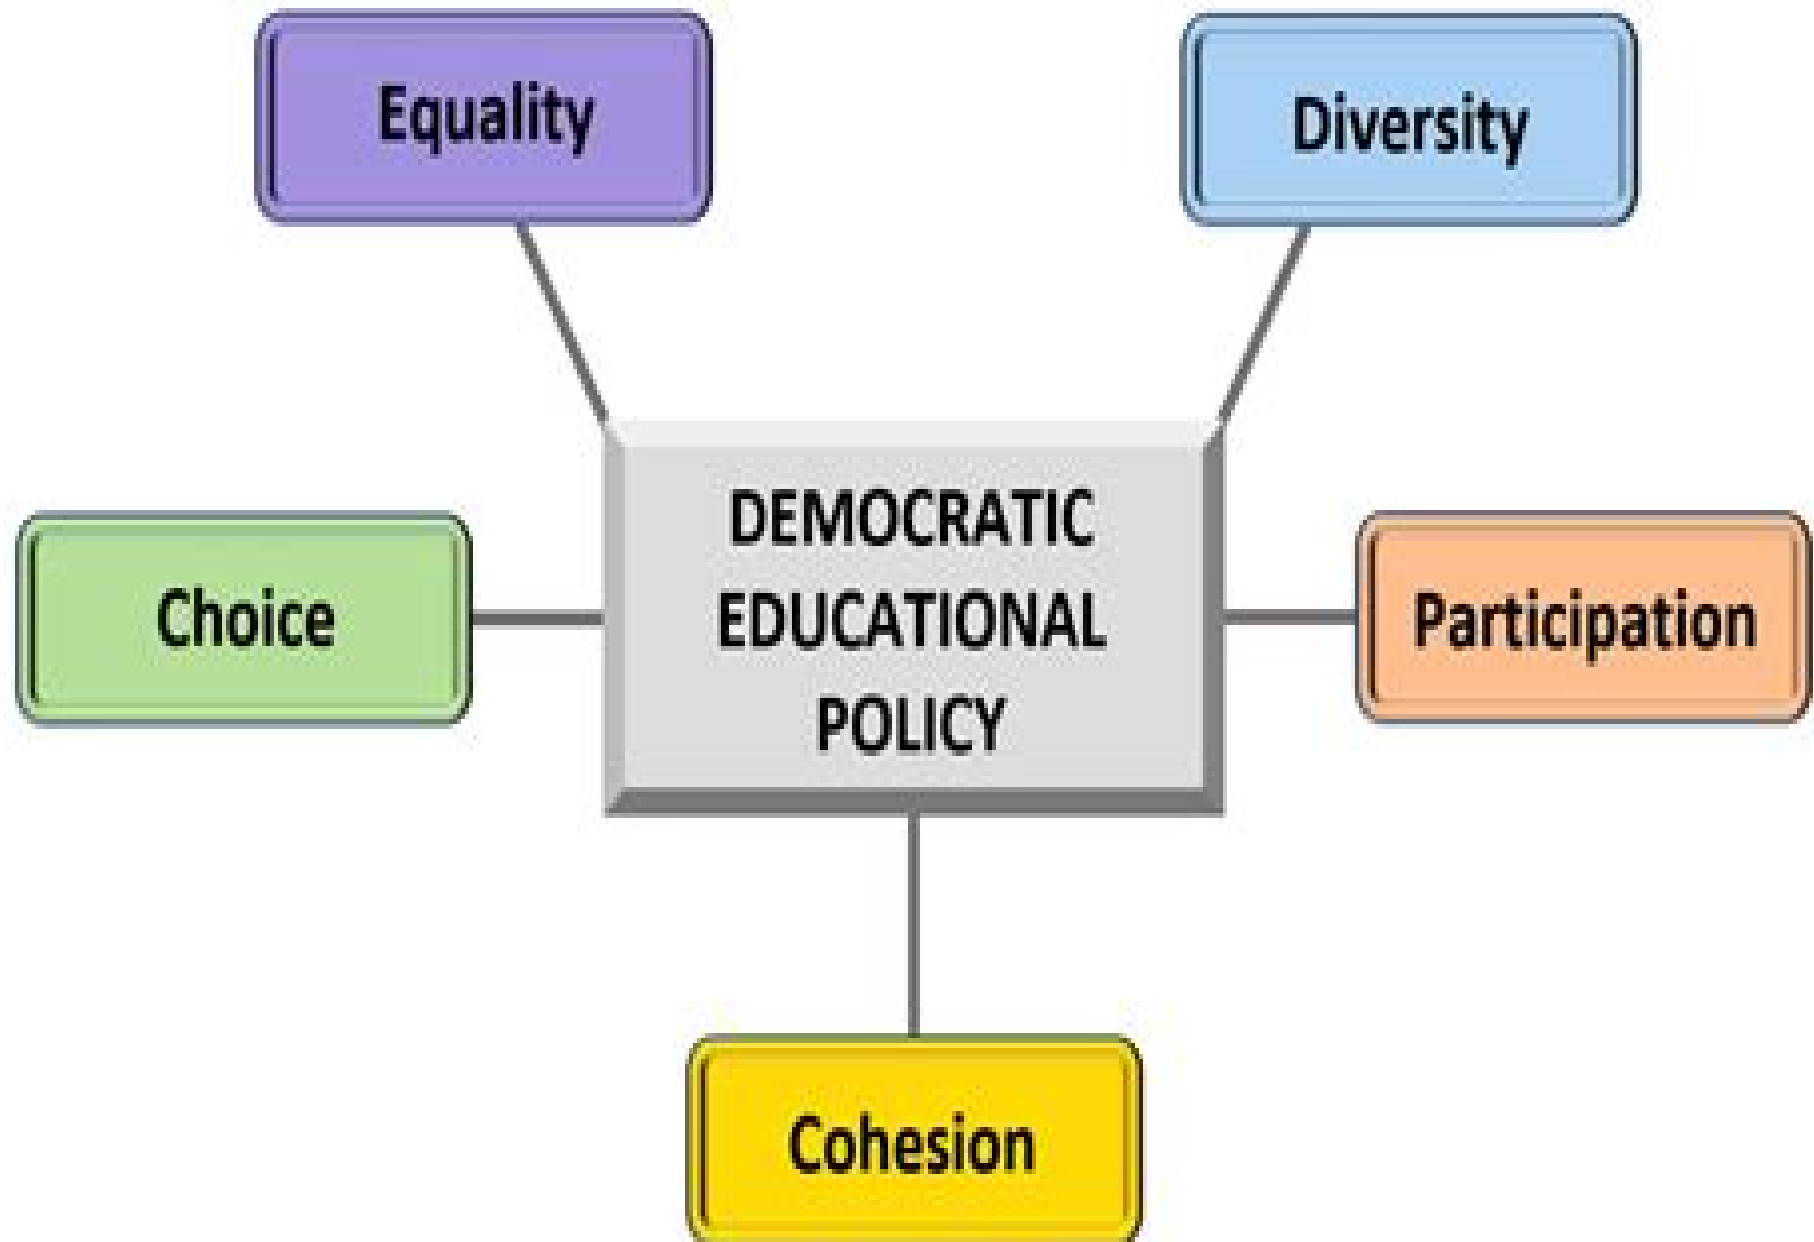 Equality
Diversity
Choice
DEMOCRATIC
EDUCATIONAL
POLICY
Participation
Cohesion